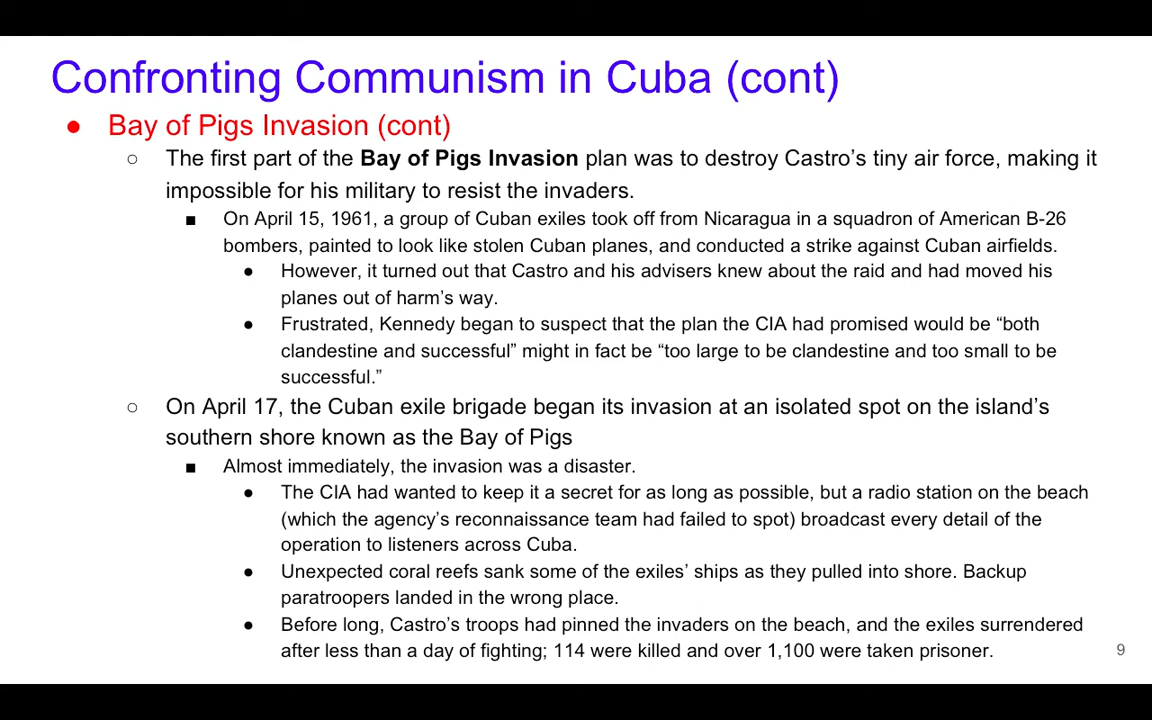 Confronting Communism in Cuba (cont)
● Bay of Pigs Invasion (cont)
○ The first part of the Bay of Pigs Invasion plan was to destroy Castro’s tiny air force, making it
impossible for his military to resist the invaders.
■ On April 15, 1961, a group of Cuban exiles took off from Nicaragua in a squadron of American B-26
bombers, painted to look like stolen Cuban planes, and conducted a strike against Cuban airfields.
● However, it turned out that Castro and his advisers knew about the raid and had moved his
planes out of harm’s way.
● Frustrated, Kennedy began to suspect that the plan the CIA had promised would be “both
clandestine and successful” might in fact be “too large to be clandestine and too small to be
successful.”
○ On April 17, the Cuban exile brigade began its invasion at an isolated spot on the island’s
southern shore known as the Bay of Pigs
■ Almost immediately, the invasion was a disaster.
● The CIA had wanted to keep it a secret for as long as possible, but a radio station on the beach
(which the agency’s reconnaissance team had failed to spot) broadcast every detail of the
operation to listeners across Cuba.
● Unexpected coral reefs sank some of the exiles’ ships as they pulled into shore. Backup
paratroopers landed in the wrong place.
● Before long, Castro’s troops had pinned the invaders on the beach, and the exiles surrendered
after less than a day of fighting; 114 were killed and over 1,100 were taken prisoner.
9